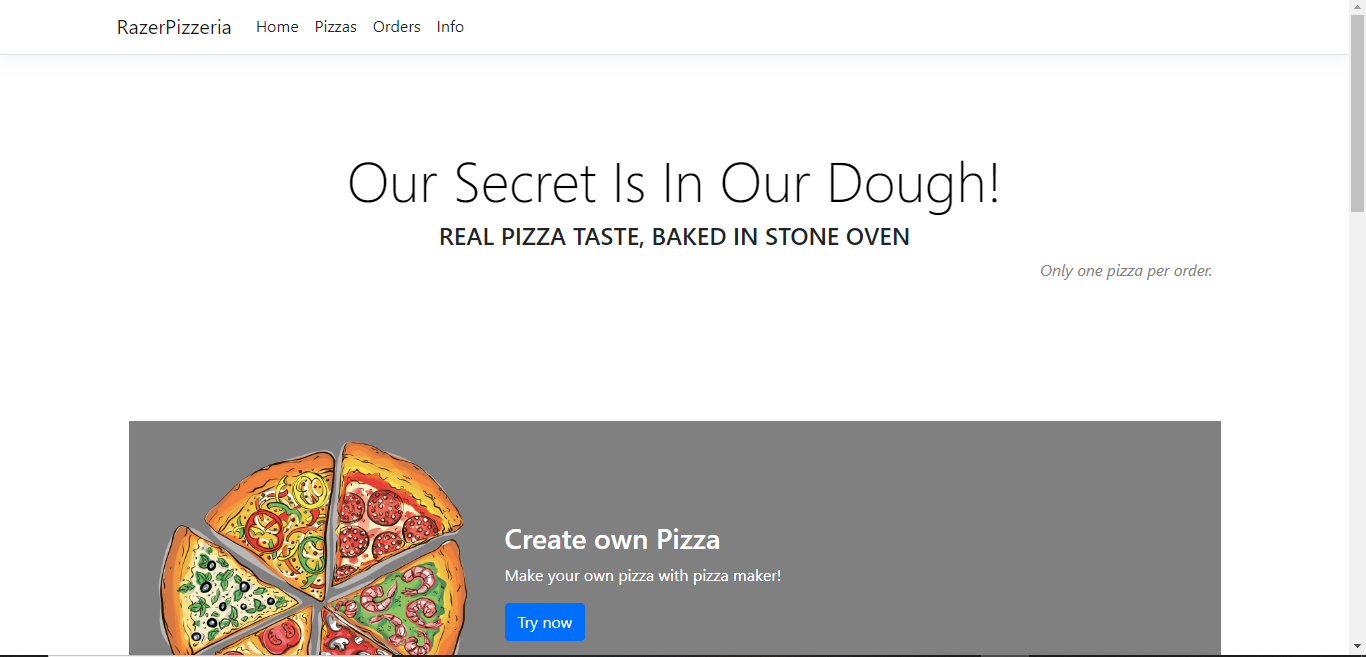 RazerPizzeria Home Pizzas Orders Info
Our Secret Is In Our Dough!
REAL PIZZA TASTE, BAKED IN STONE OVEN
Only one pizza per order.
Create own Pizza
Make your own pizza with pizza maker!
Try now